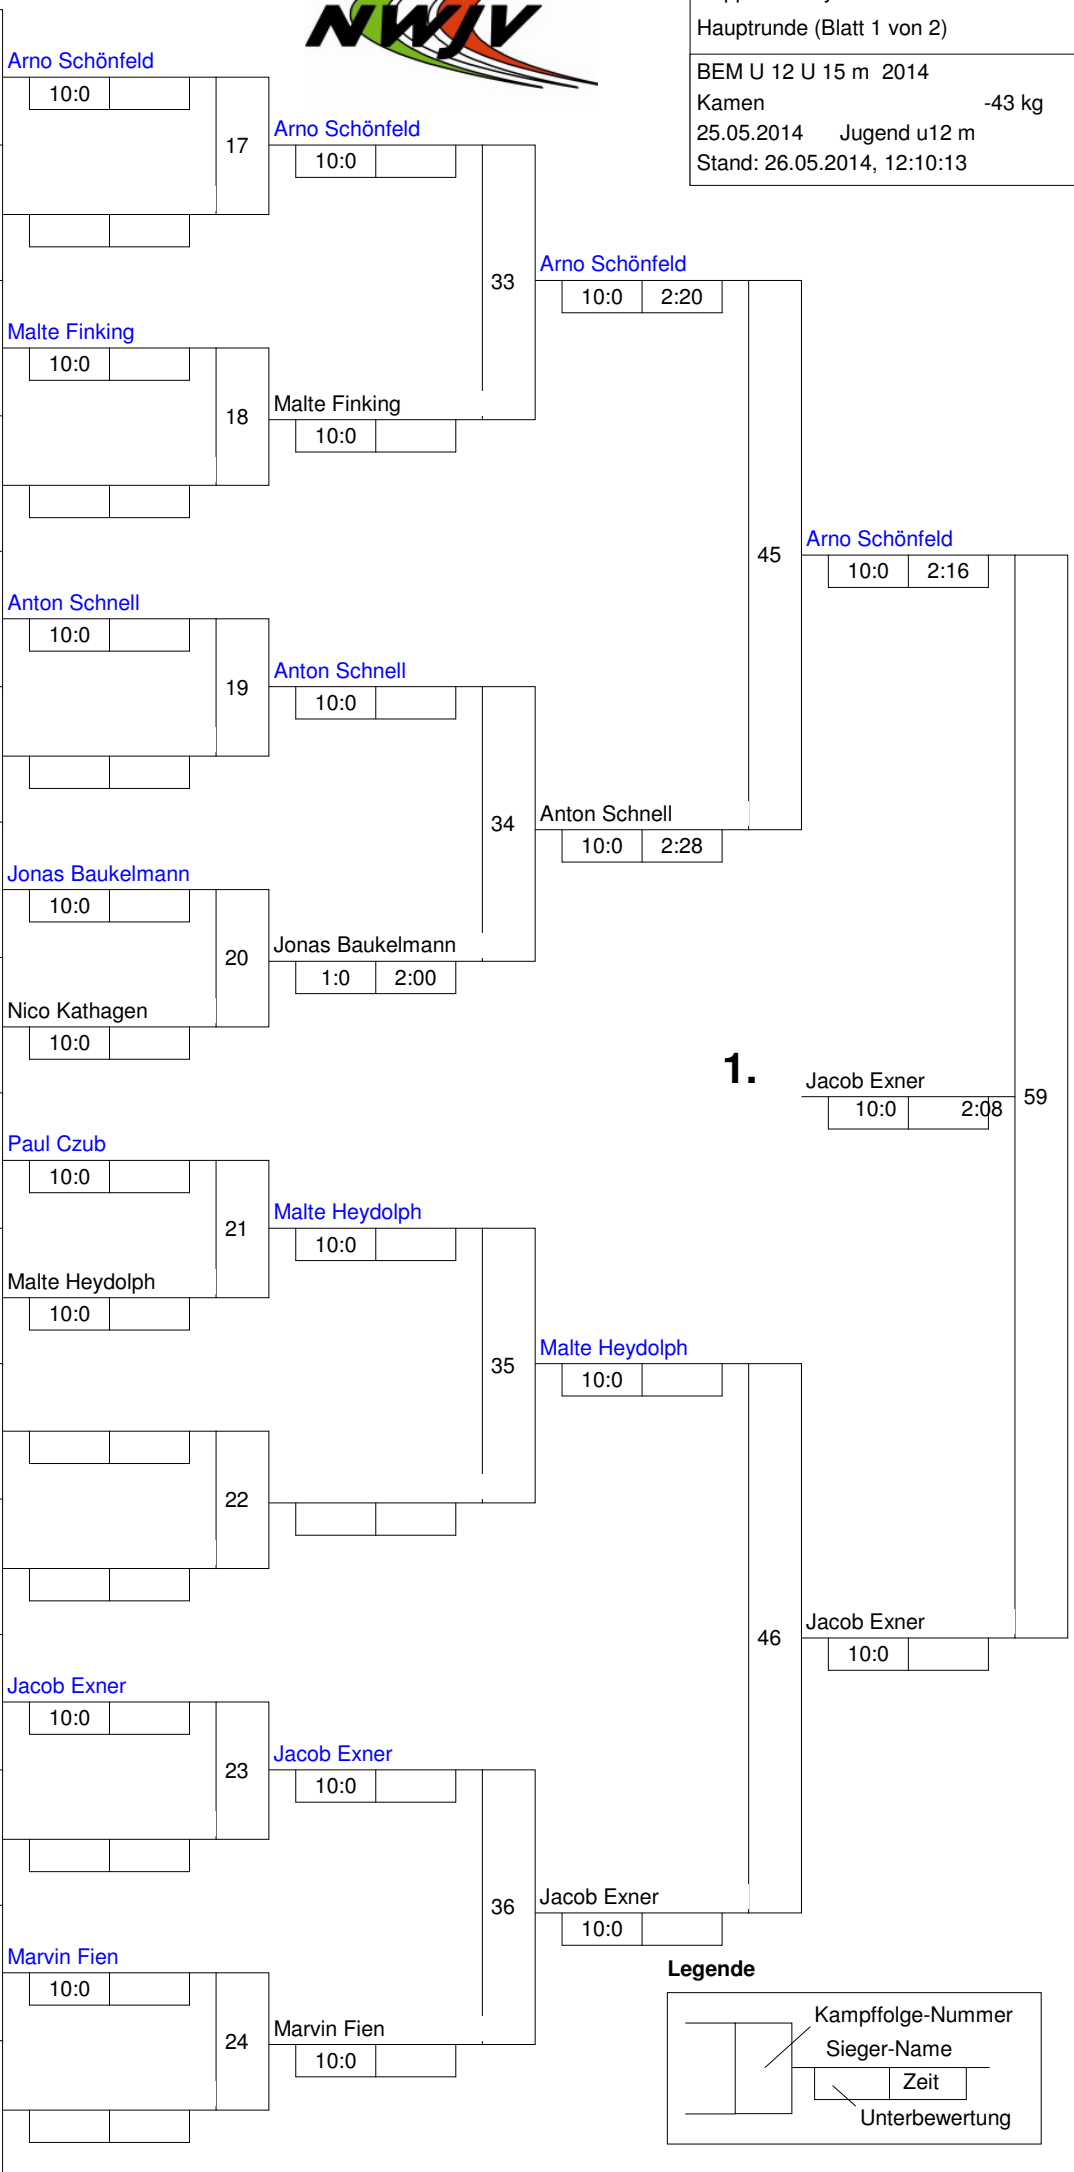 NWJV
Hauptrunde (Blatt 1 von 2)
BEM U 12 U 15 m 2014
Kamen -43 kg
25.05.2014 Jugend u12 m
Stand: 26.05.2014, 12:10:13
Arno Schönfeld
10:0
17
Malte Finking
10:0
18
Anton Schnell
10:0
19
Jonas Baukelmann
10:0
20
Nico Kathagen
10:0
Paul Czub
10:0
21
Malte Heydolph
10:0
22
Jacob Exner
10:0
23
Marvin Fien
10:0
24
Arno Schönfeld
10:0
33
Malte Finking
10:0
Anton Schnell
10:0
34
Jonas Baukelmann
1:0 2:00
Malte Heydolph
10:0
35
Jacob Exner
10:0
36
Marvin Fien
10:0
Arno Schönfeld
10:0 2:20
45
Anton Schnell
10:0 2:28
Malte Heydolph
10:0
46
Jacob Exner
10:0
Arno Schönfeld
10:0 2:16
1.
Jacob Exner
10:0 2:08
59
Jacob Exner
10:0
Legende
Kampffolge-Nummer
Sieger-Name
Zeit
Unterbewertung